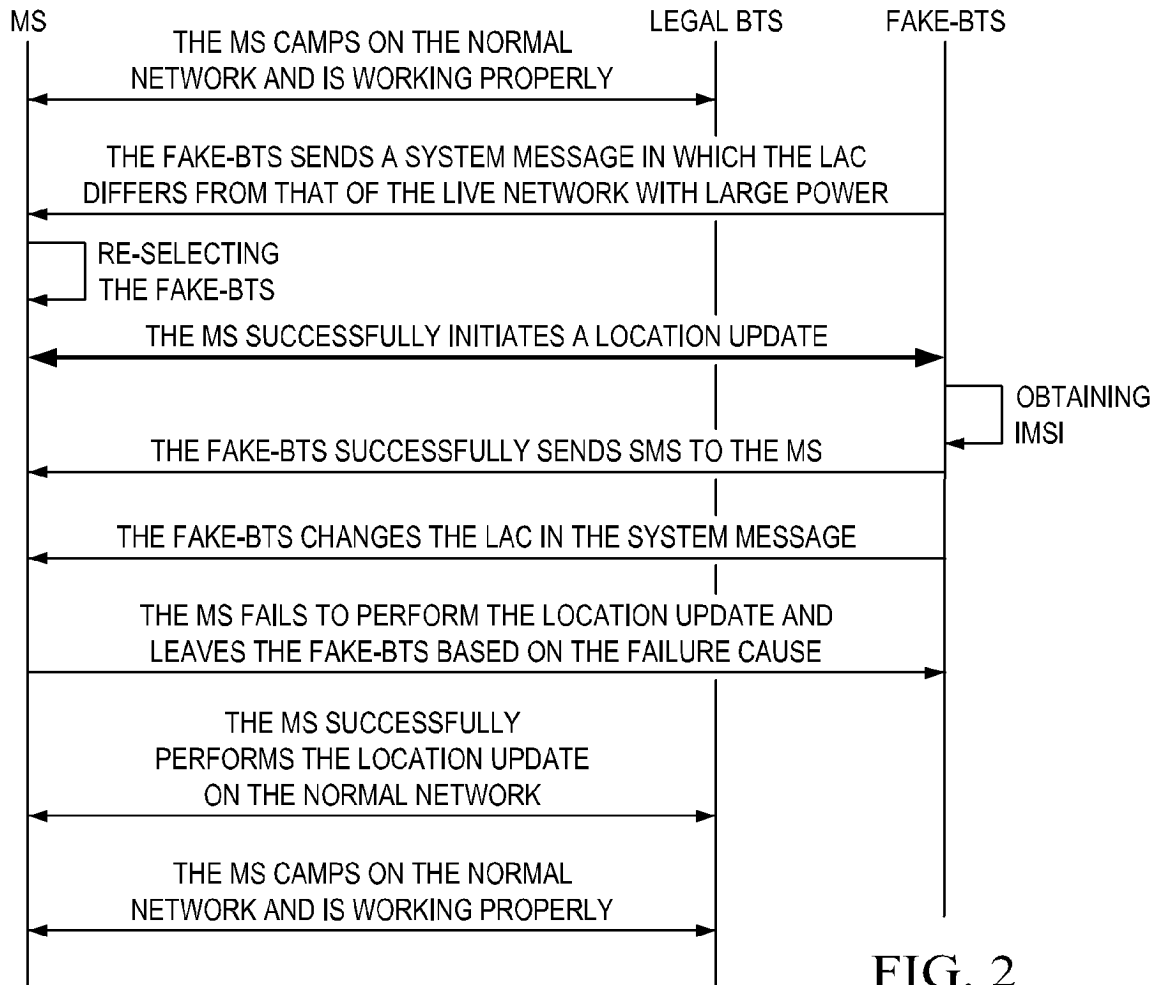 MS
LEGAL BTS
FAKE-BTS
THE MS CAMPS ON THE NORMAL
NETWORK AND IS WORKING PROPERLY
THE FAKE-BTS SENDS A SYSTEM MESSAGE IN WHICH THE LAC
DIFFERS FROM THAT OF THE LIVE NETWORK WITH LARGE POWER
RE-SELECTING
THE FAKE-BTS
THE MS SUCCESSFULLY INITIATES A LOCATION UPDATE
OBTAINING
IMSI
THE FAKE-BTS SUCCESSFULLY SENDS SMS TO THE MS
THE FAKE-BTS CHANGES THE LAC IN THE SYSTEM MESSAGE
THE MS FAILS TO PERFORM THE LOCATION UPDATE AND
LEAVES THE FAKE-BTS BASED ON THE FAILURE CAUSE
THE MS SUCCESSFULLY
PERFORMS THE LOCATION UPDATE
ON THE NORMAL NETWORK
THE MS CAMPS ON THE NORMAL
NETWORK AND IS WORKING PROPERLY
FIG. 2